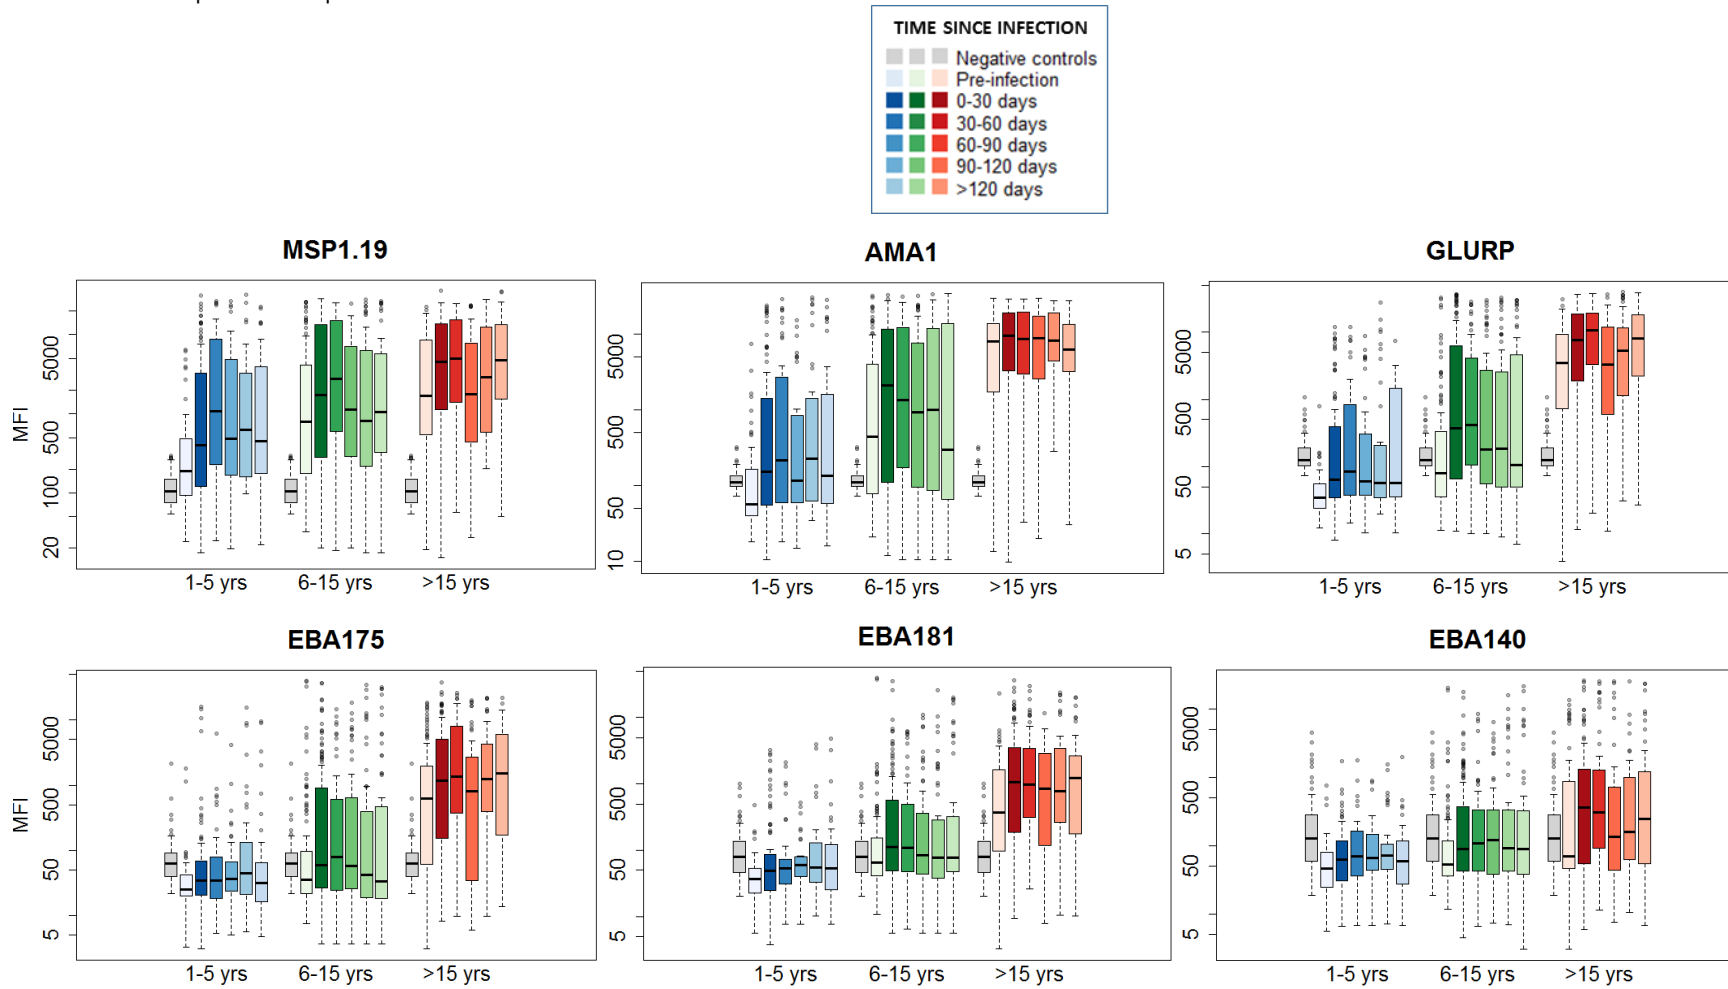 TIME SINCE INFECTION
Negative controls
Pre-infection
0-30 days
30-60 days
60-90 days
90-120 days
>120 days
MSP1.19
MFI
5000
500
100
20
1-5 yrs
6-15 yrs
>15 yrs
AMA1
5000
500
50
10
1-5 yrs
6-15 yrs
>15 yrs
GLURP
5000
500
50
5
1-5 yrs
6-15 yrs
>15 yrs
EBA175
MFI
5000
500
50
5
1-5 yrs
6-15 yrs
>15 yrs
EBA181
5000
500
50
5
1-5 yrs
6-15 yrs
>15 yrs
EBA140
5000
500
50
5
1-5 yrs
6-15 yrs
>15 yrs